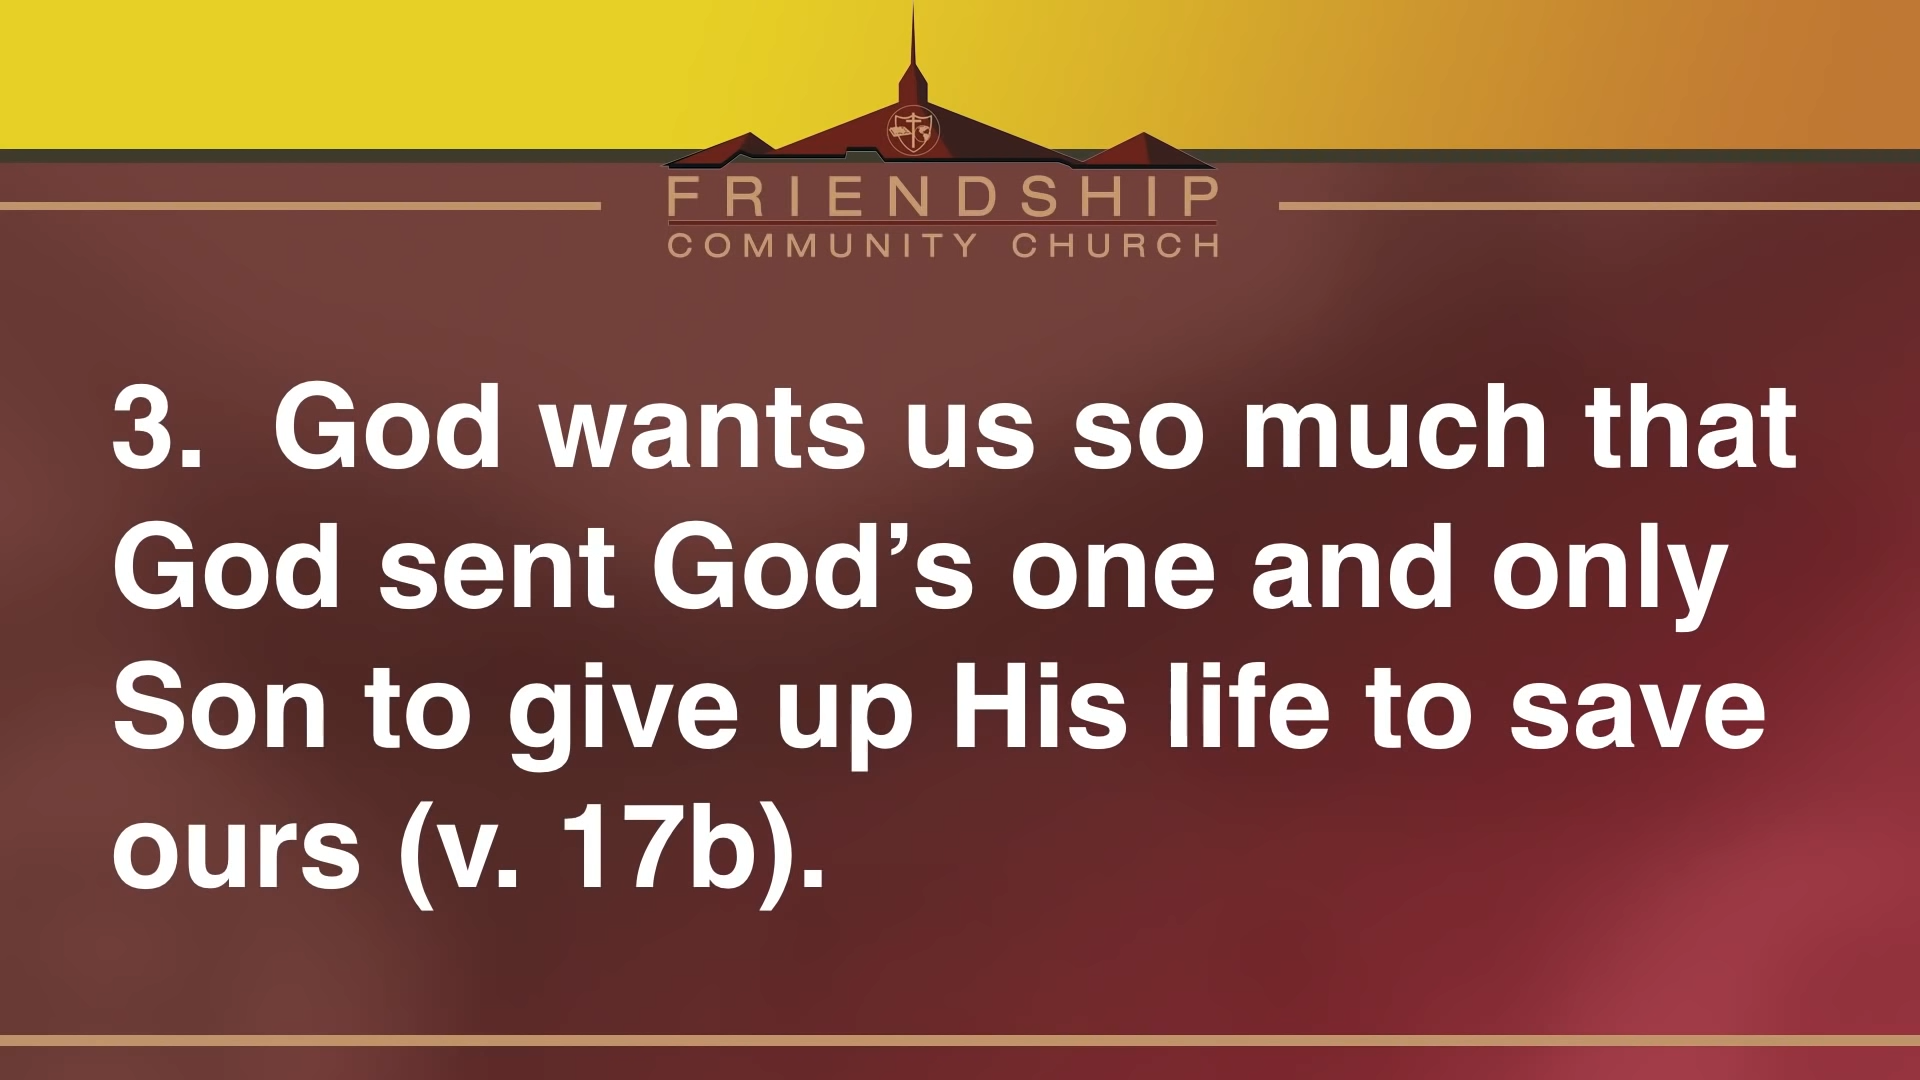 FRIENDSHIP
COMMUNITY CHURCH
3. God wants us so much that
God sent God’s one and only
Son to give up His life to save
ours (v. 17b).